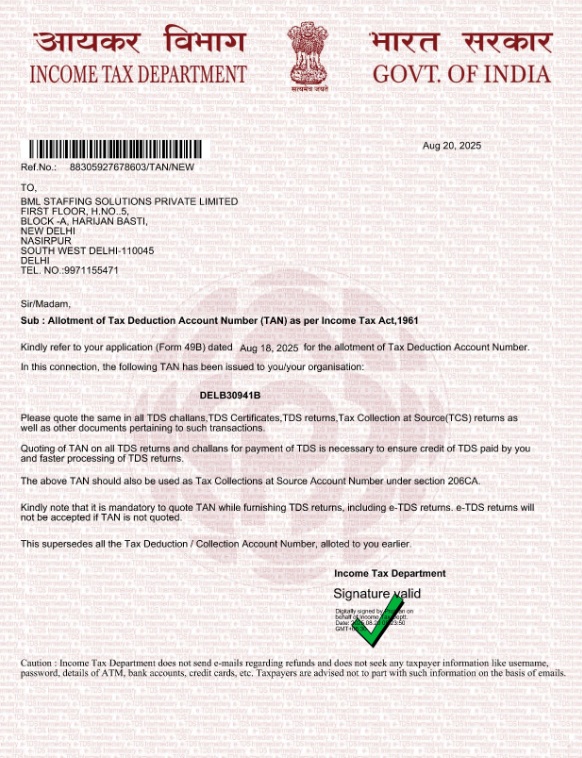 आयकर विभाग
INCOME TAX DEPARTMENT
सत्यमेव जयते
भारत सरकार
GOVT. OF INDIA
Aug 20, 2025
Ref.No.: 88305927678603/TAN/NEW
TO,
BML STAFFING SOLUTIONS PRIVATE LIMITED
FIRST FLOOR, H.NO.,5,
BLOCK -A, HARIJAN BASTI,
NEW DELHI
NASIRPUR
SOUTH WEST DELHI-110045
DELHI
TEL. NO.:9971155471
Sir/Madam,
Sub : Allotment of Tax Deduction Account Number (TAN) as per Income Tax Act,1961
Kindly refer to your application (Form 49B) dated Aug 18, 2025 for the allotment of Tax Deduction Account Number.
In this connection, the following TAN has been issued to you/your organisation:
DELB30941B
Please quote the same in all TDS challans,TDS Certificates,TDS returns,Tax Collection at Source(TCS) returns as
well as other documents pertaining to such transactions.
Quoting of TAN on all TDS returns and challans for payment of TDS is necessary to ensure credit of TDS paid by you
and faster processing of TDS returns.
The above TAN should also be used as Tax Collections at Source Account Number under section 206CA.
Kindly note that it is mandatory to quote TAN while furnishing TDS returns, including e-TDS returns. e-TDS returns will
not be accepted if TAN is not quoted.
This supersedes all the Tax Deduction / Collection Account Number, alloted to you earlier.
Income Tax Department
Signature valid
Digitally signed by on
behalf of Income
Date:
Caution : Income Tax Department does not send e-mails regarding refunds and does not seek any taxpayer information like username,
password, details of ATM, bank accounts, credit cards, etc. Taxpayers are advised not to part with such information on the basis of emails.